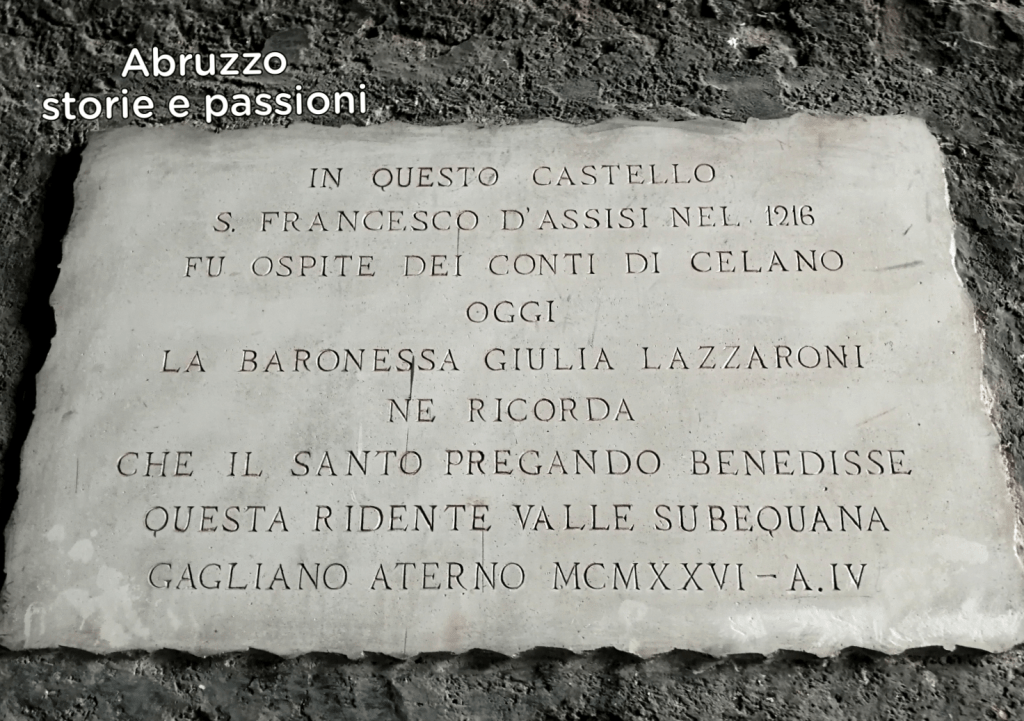 Abruzzo
storie e passioni
IN QUESTO CASTELLO
S. FRANCESCO D'ASSISI NEL 1216
FU OSPITE DEI CONTI DI CELANO
OGGI
LA BARONESSA GIULIA LAZZARONI
NE RICORDA
CHE IL SANTO PREGANDO BENEDISSE
QUESTA RIDENTE VALLE SUBEQUANA
GAGLIANO ATERNO MCMXXVI - A.IV